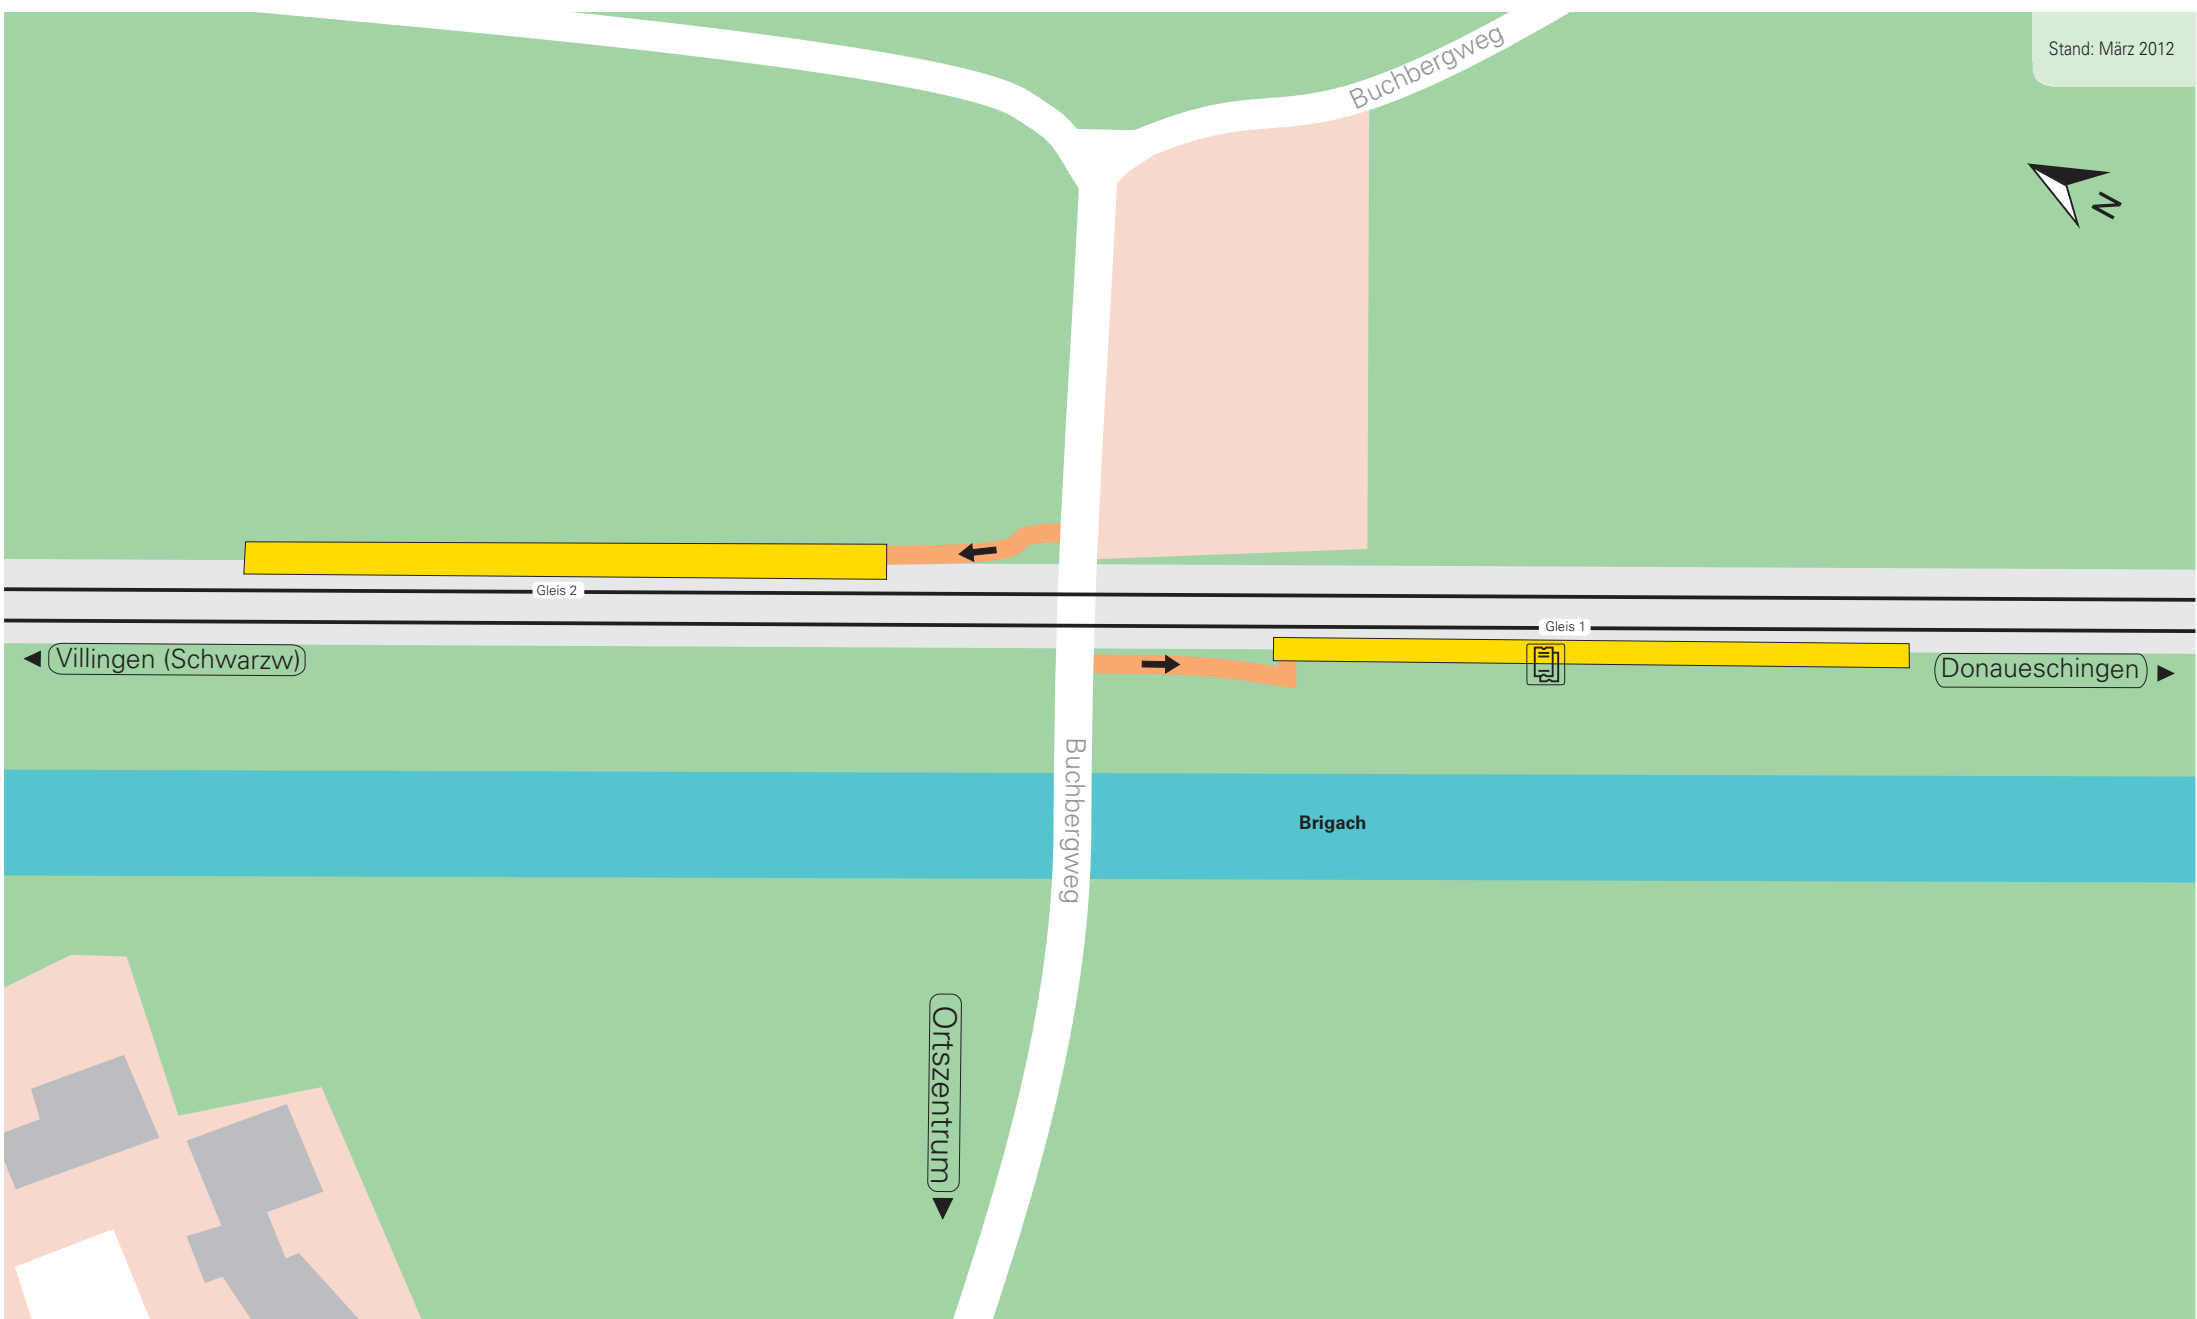 Buchbergweg
Stand: März 2012
N
Gleis 2
Gleis 1
Villingen (Schwarzw)
Donaueschingen
Buchbergweg
Brigach
Ortszentrum